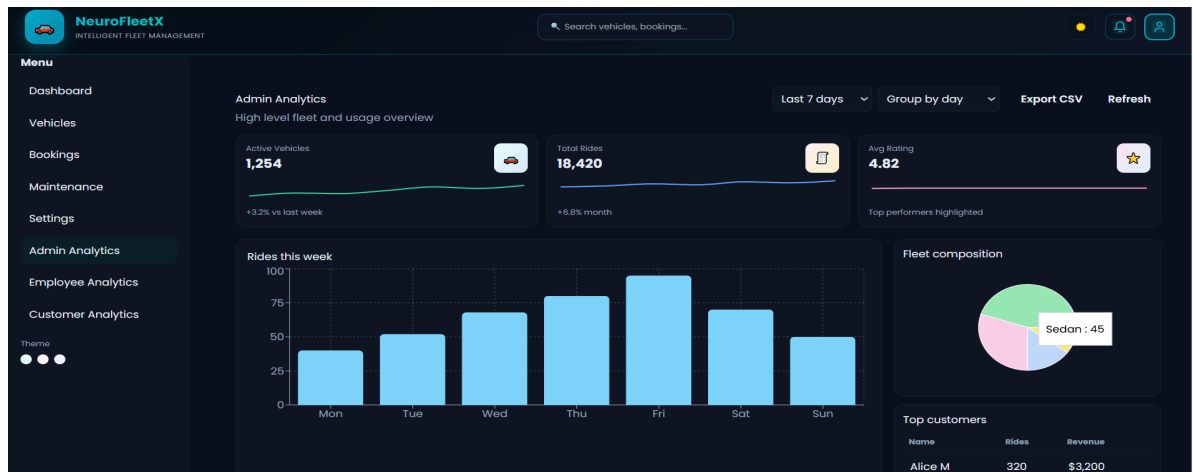 NeuroFleetX
INTELLIGENT FLEET MANAGEMENT
Search vehicles, bookings...
Menu
Dashboard
Vehicles
Bookings
Maintenance
Settings
Admin Analytics
Employee Analytics
Customer Analytics
Theme
Admin Analytics
High level fleet and usage overview
Last 7 days
Group by day
Export CSV
Refresh
Active Vehicles
1,254
+3.2% vs last week
Total Rides
18,420
+6.8% month
Avg Rating
4.82
Top performers highlighted
Rides this week
100
75
50
25
0
Mon Tue Wed Thu Fri Sat Sun
Fleet composition
Sedan : 45
Top customers
Name Rides Revenue
Alice M 320 $3,200